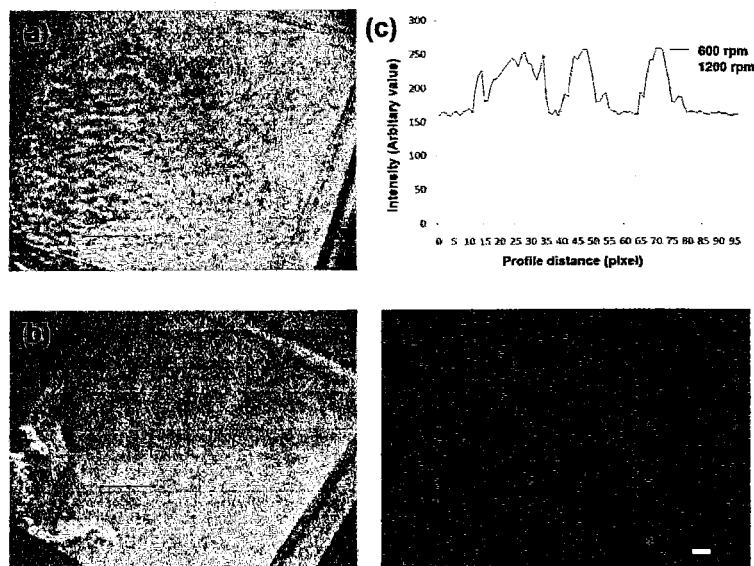 (a)
(c)
300
250
200
150
100
50
0
Intensity (Arbitary value)
600 rpm
1200 rpm
0 5 10 15 20 25 30 35 40 45 50 55 60 65 70 75 80 85 90 95
Profile distance (pixel)
(b)